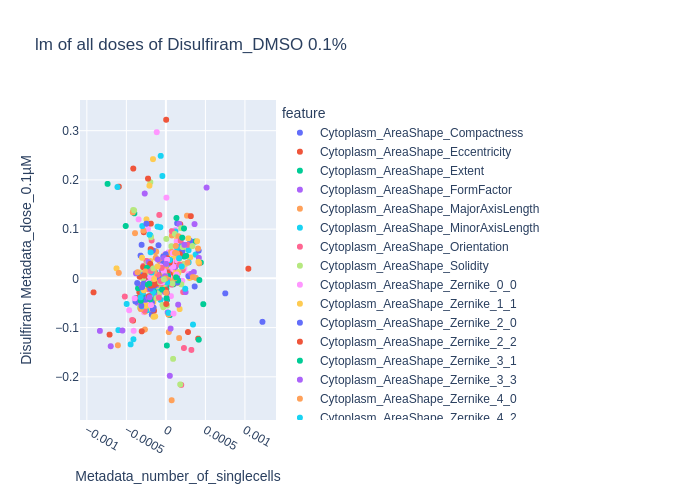 lm of all doses of Disulfiram_DMSO 0.1%
feature
Cytoplasm_AreaShape_Compactness
Cytoplasm_AreaShape_Eccentricity
Cytoplasm_AreaShape_Extent
Cytoplasm_AreaShape_FormFactor
Cytoplasm_AreaShape_MajorAxisLength
Cytoplasm_AreaShape_MinorAxisLength
Cytoplasm_AreaShape_Orientation
Cytoplasm_AreaShape_Solidity
Cytoplasm_AreaShape_Zernike_0_0
Cytoplasm_AreaShape_Zernike_1_1
Cytoplasm_AreaShape_Zernike_2_0
Cytoplasm_AreaShape_Zernike_2_2
Cytoplasm_AreaShape_Zernike_3_1
Cytoplasm_AreaShape_Zernike_3_3
Cytoplasm_AreaShape_Zernike_4_0
Cytoplasm_AreaShape_Zernike_4_2
0.3
0.2
0.1
0
−0.1
−0.2
Disulfiram Metadata_dose_0.1µM
−0.001
−0.0005
0
0.0005
0.001
Metadata_number_of_singlecells